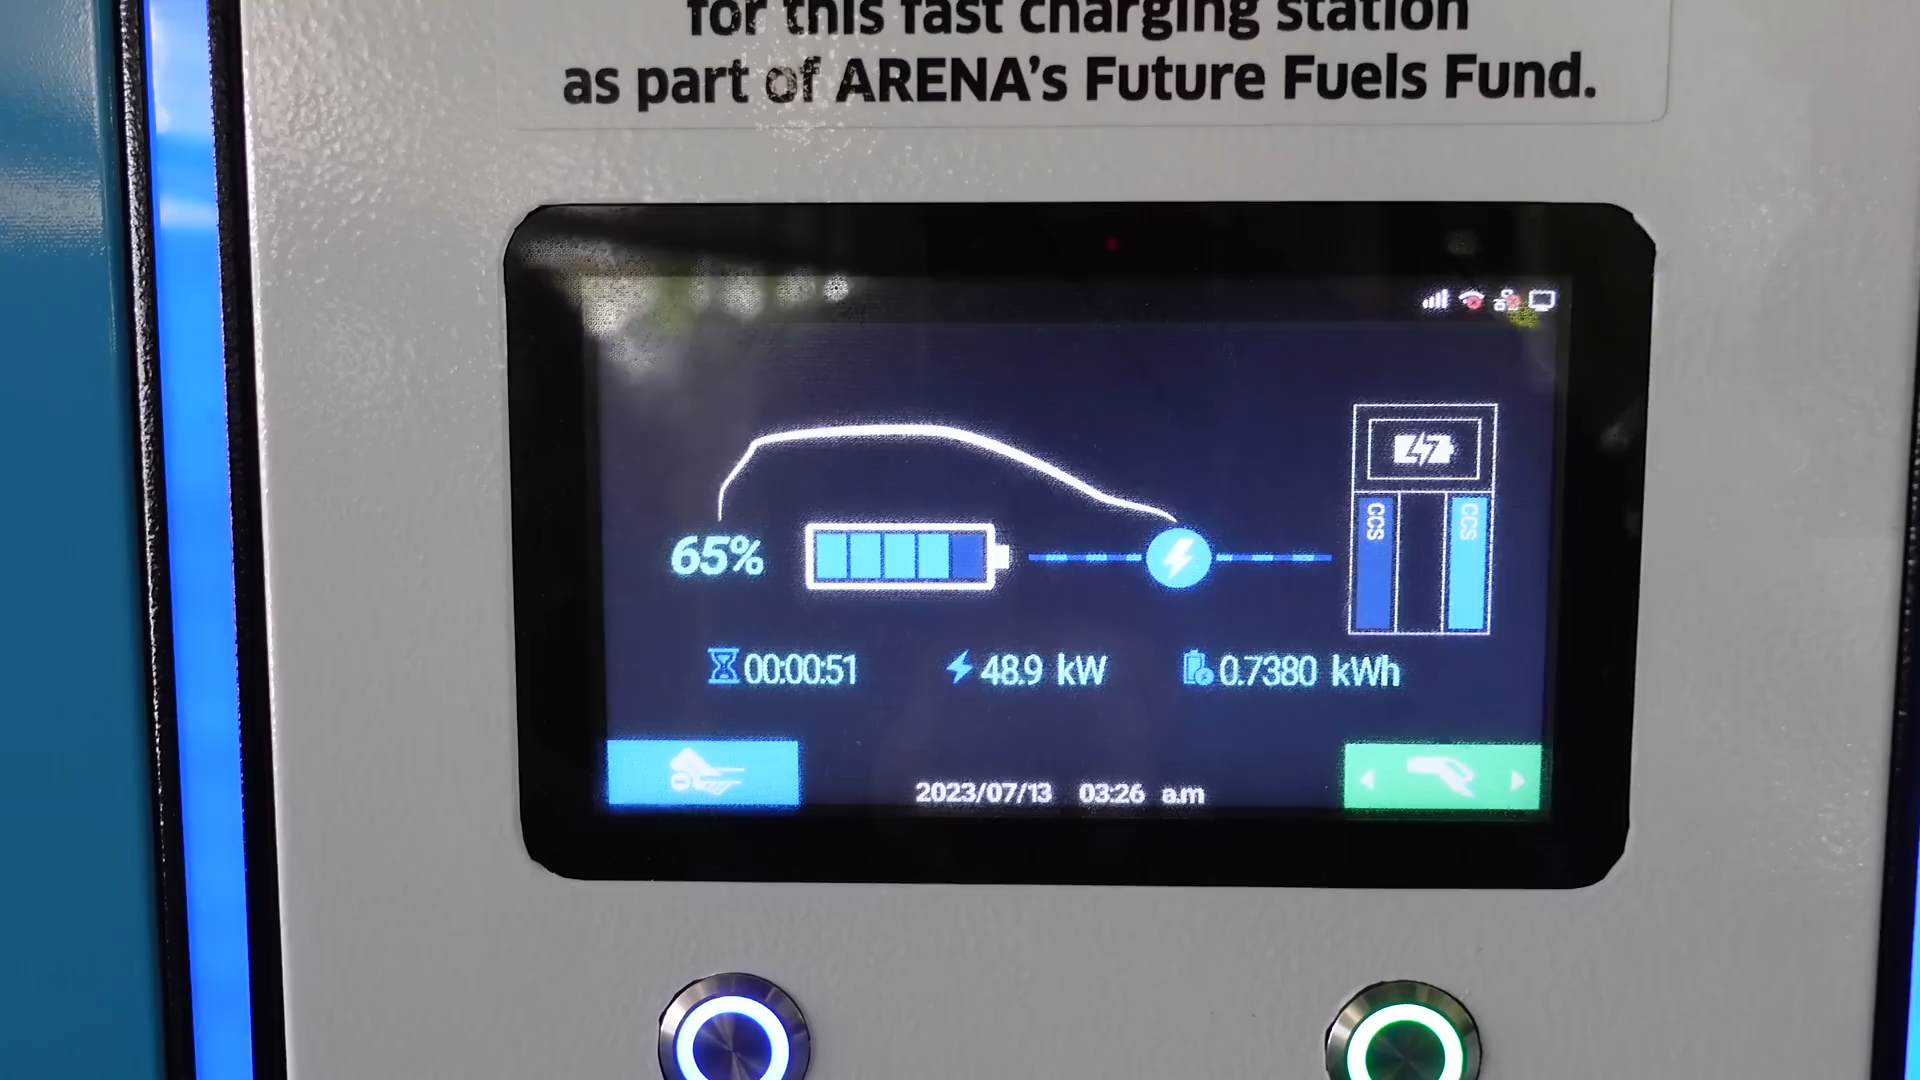 for this fast charging station
as part of ARENA's Future Fuels Fund.
CCS
CCS
65%
00:00:51
48.9 kW
0.7380 kWh
2023/07/13 03:26 a.m